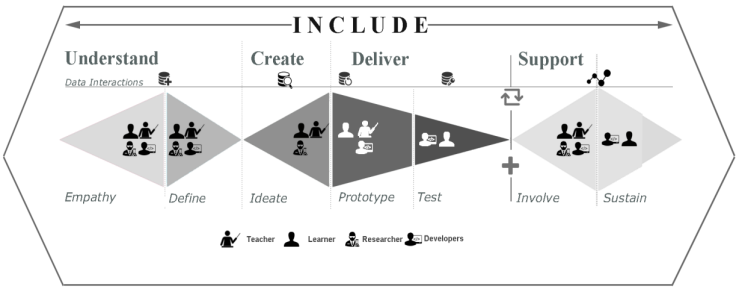 INCLUDE
Understand
Create
Deliver
Support
Data Interactions
Empathy
Define
Ideate
Prototype
Test
Involve
Sustain
Teacher
Learner
Researcher
Developers